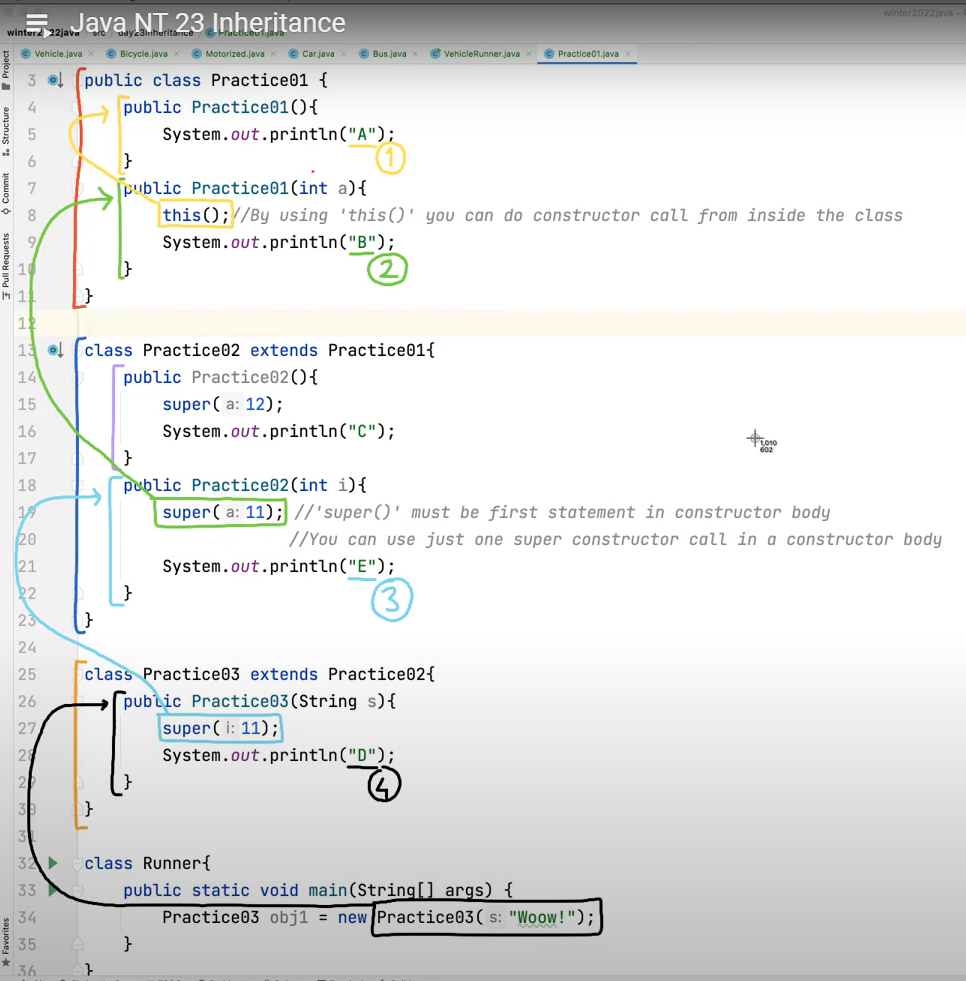 Java NT 23 Inheritance
winter2022java – 
winter22java src day23inheritance Practice01.java
Vehicle.java Bicycle.java Motorized.java Car.java Bus.java VehicleRunner.java Practice01.java
Project
Structure
Commit
Pull Requests
Favorites
3 public class Practice01 {
4 public Practice01(){
5 System.out.println("A");
1
6 }
7 public Practice01(int a){
8 this();//By using 'this()' you can do constructor call from inside the class
9 System.out.println("B");
2
10 }
11 }
12
13 class Practice02 extends Practice01{
14 public Practice02(){
15 super( a: 12);
16 System.out.println("C");
1,010
602
17 }
18 public Practice02(int i){
19 super( a: 11); //'super()' must be first statement in constructor body
20 //You can use just one super constructor call in a constructor body
21 System.out.println("E");
3
22 }
23 }
24
25 class Practice03 extends Practice02{
26 public Practice03(String s){
27 super( i: 11);
28 System.out.println("D");
4
29 }
30 }
31
32 class Runner{
33 public static void main(String[] args) {
34 Practice03 obj1 = new Practice03( s: "Woow!");
35 }
36 }